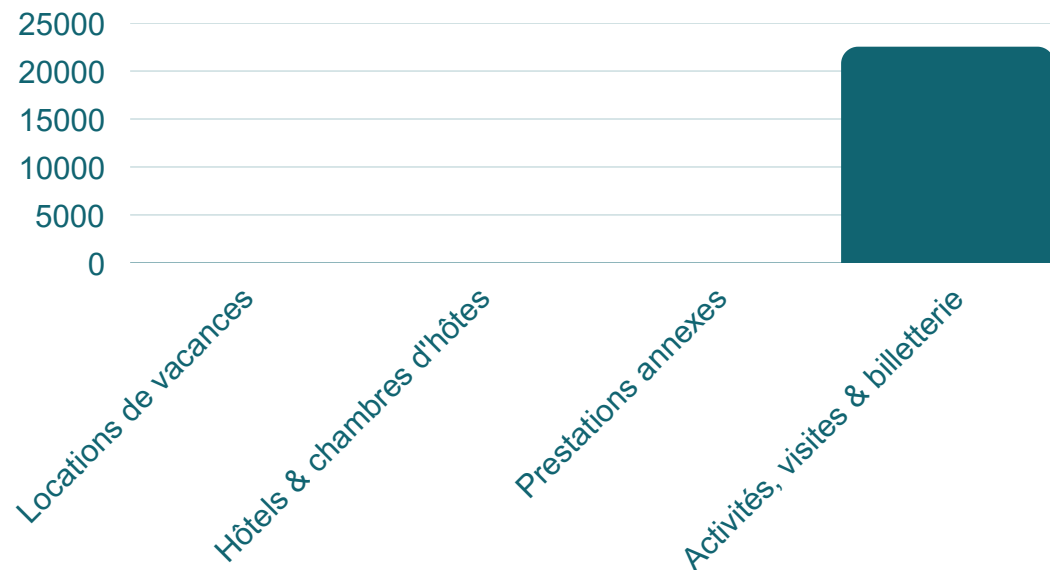 25000
20000
15000
10000
5000
0
Locations de vacances
Hôtels & chambres d'hôtes
Prestations annexes
Activités, visites & billetterie